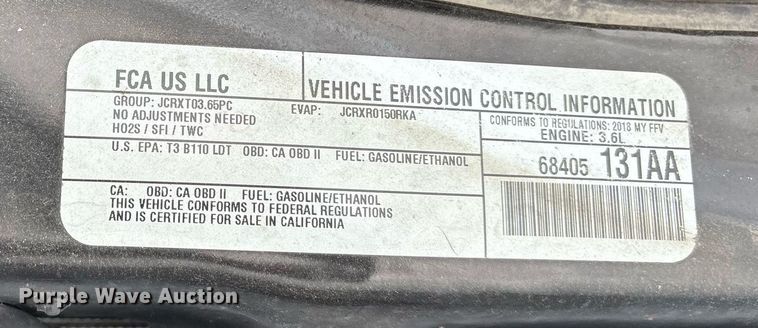 FCA US LLC
VEHICLE EMISSION CONTROL INFORMATION
GROUP: JCRXT03.65PC EVAP: JCRXR0150RKA
NO ADJUSTMENTS NEEDED
HO2S / SFI / TWC
CONFORMS TO REGULATIONS: 2018 MY FFV
ENGINE: 3.6L
U.S. EPA: T3 B110 LDT OBD: CA OBD II FUEL: GASOLINE/ETHANOL
68405 131AA
CA: OBD: CA OBD II FUEL: GASOLINE/ETHANOL
THIS VEHICLE CONFORMS TO FEDERAL REGULATIONS
AND IS CERTIFIED FOR SALE IN CALIFORNIA
Purple Wave Auction
Purple Wave Auction